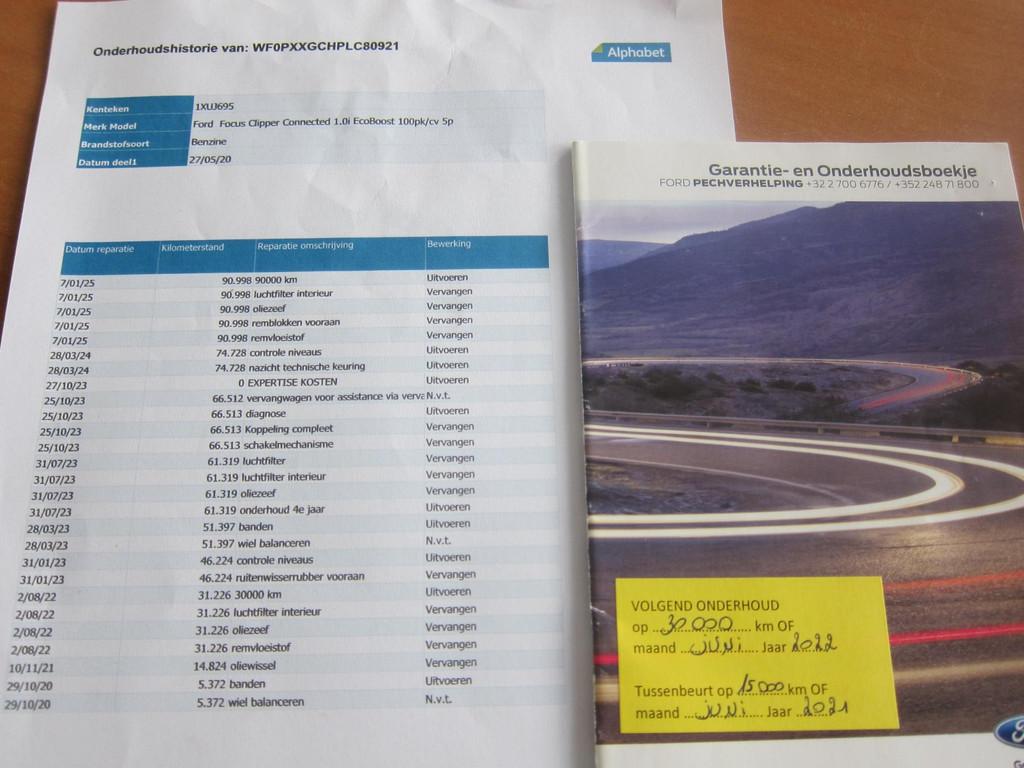 Onderhoudshistorie van: WF0PXXGCHPLC80921
Alphabet
Kenteken 1XUJ695
Merk Model Ford Focus Clipper Connected 1.0i EcoBoost 100pk/cv 5p
Brandstofsoort Benzine
Datum deel1 27/05/20
Datum reparatie Kilometerstand Reparatie omschrijving Bewerking
7/01/25 90.998 90000 km Uitvoeren
7/01/25 90.998 luchtfilter interieur Vervangen
7/01/25 90.998 oliezeef Vervangen
7/01/25 90.998 remblokken vooraan Vervangen
7/01/25 90.998 remvloeistof Vervangen
28/03/24 74.728 controle niveaus Uitvoeren
28/03/24 74.728 nazicht technische keuring Uitvoeren
27/10/23 0 EXPERTISE KOSTEN Uitvoeren
25/10/23 66.512 vervangwagen voor assistance via verva N.v.t.
25/10/23 66.513 diagnose Uitvoeren
25/10/23 66.513 Koppeling compleet Vervangen
25/10/23 66.513 schakelmechanisme Vervangen
31/07/23 61.319 luchtfilter Vervangen
31/07/23 61.319 luchtfilter interieur Vervangen
31/07/23 61.319 oliezeef Vervangen
31/07/23 61.319 onderhoud 4e jaar Uitvoeren
28/03/23 51.397 banden Uitvoeren
28/03/23 51.397 wiel balanceren N.v.t.
31/01/23 46.224 controle niveaus Uitvoeren
31/01/23 46.224 ruitenwisserrubber vooraan Vervangen
2/08/22 31.226 30000 km Uitvoeren
2/08/22 31.226 luchtfilter interieur Vervangen
2/08/22 31.226 oliezeef Vervangen
2/08/22 31.226 remvloeistof Vervangen
10/11/21 14.824 oliewissel Vervangen
29/10/20 5.372 banden Uitvoeren
29/10/20 5.372 wiel balanceren N.v.t.
Garantie- en Onderhoudsboekje
FORD PECHVERHELPING +32 2 700 6776 / +352 248 71 800
VOLGEND ONDERHOUD
op ...30 000..... km OF
maand ...juni..... Jaar 2022
Tussenbeurt op 15 000 km OF
maand ...juni..... Jaar ..2021